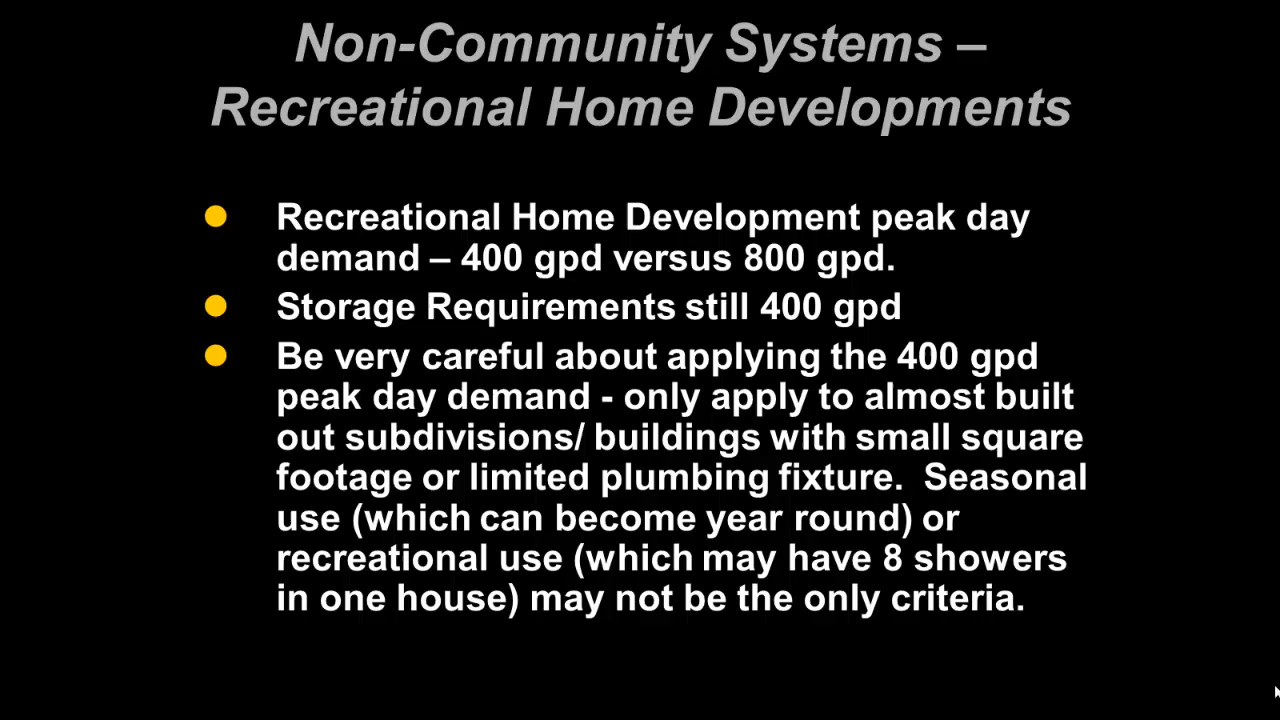 Non-Community Systems –
Recreational Home Developments
Recreational Home Development peak day
demand – 400 gpd versus 800 gpd.
Storage Requirements still 400 gpd
Be very careful about applying the 400 gpd
peak day demand - only apply to almost built
out subdivisions/ buildings with small square
footage or limited plumbing fixture.  Seasonal
use (which can become year round) or
recreational use (which may have 8 showers
in one house) may not be the only criteria.